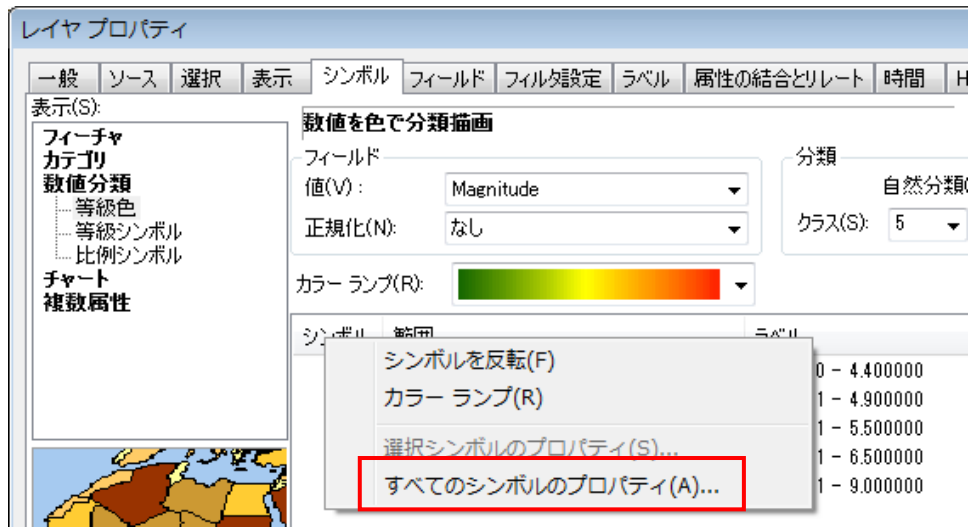 レイヤ プロパティ
一般 ソース 選択 表示 シンボル フィールド フィルタ設定 ラベル 属性の結合とリレート 時間 H
表示(S):
フィーチャ
カテゴリ
数値分類
等級色
等級シンボル
比例シンボル
チャート
複数属性
数値を色で分類描画
フィールド
値(V):
Magnitude
正規化(N):
なし
分類
自然分類
クラス(S):
5
カラー ランプ(R):
シンボル 範囲 ラベル
シンボルを反転(F)
カラー ランプ(R)
選択シンボルのプロパティ(S)...
すべてのシンボルのプロパティ(A)...
0 - 4.400000
1 - 4.900000
1 - 5.500000
1 - 6.500000
1 - 9.000000